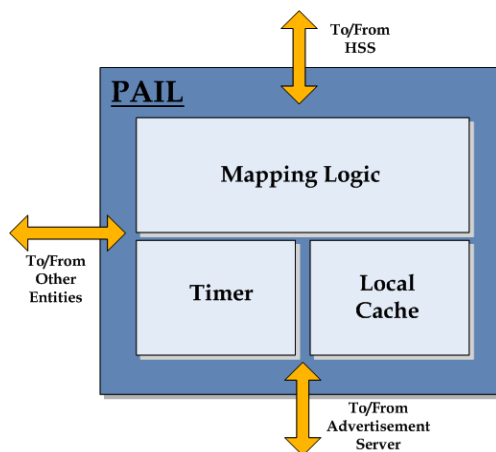 To/From
HSS
PAIL
Mapping Logic
To/From
Other
Entities
Timer
Local
Cache
To/From
Advertisement
Server